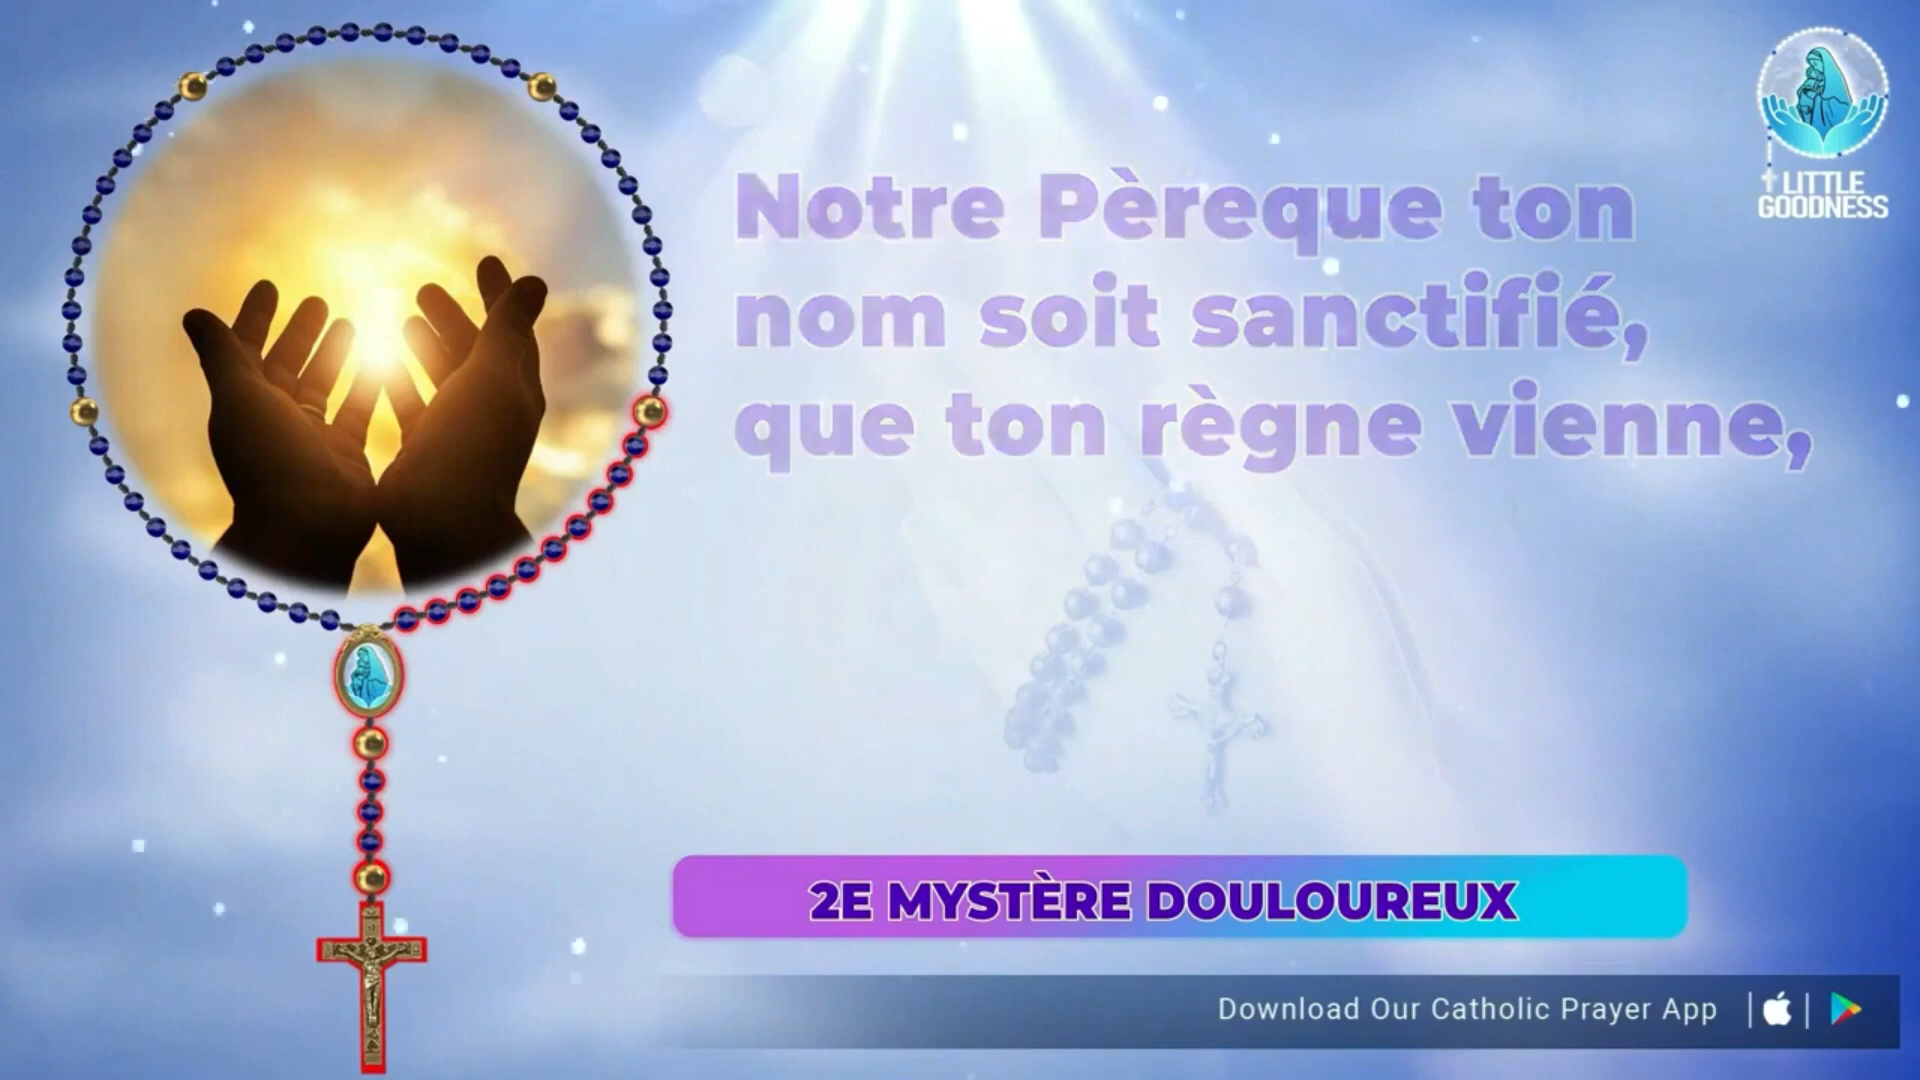 Notre Pèreque ton
nom soit sanctifié,
que ton règne vienne,
LITTLE
GOODNESS
2E MYSTÈRE DOULOUREUX
Download Our Catholic Prayer App